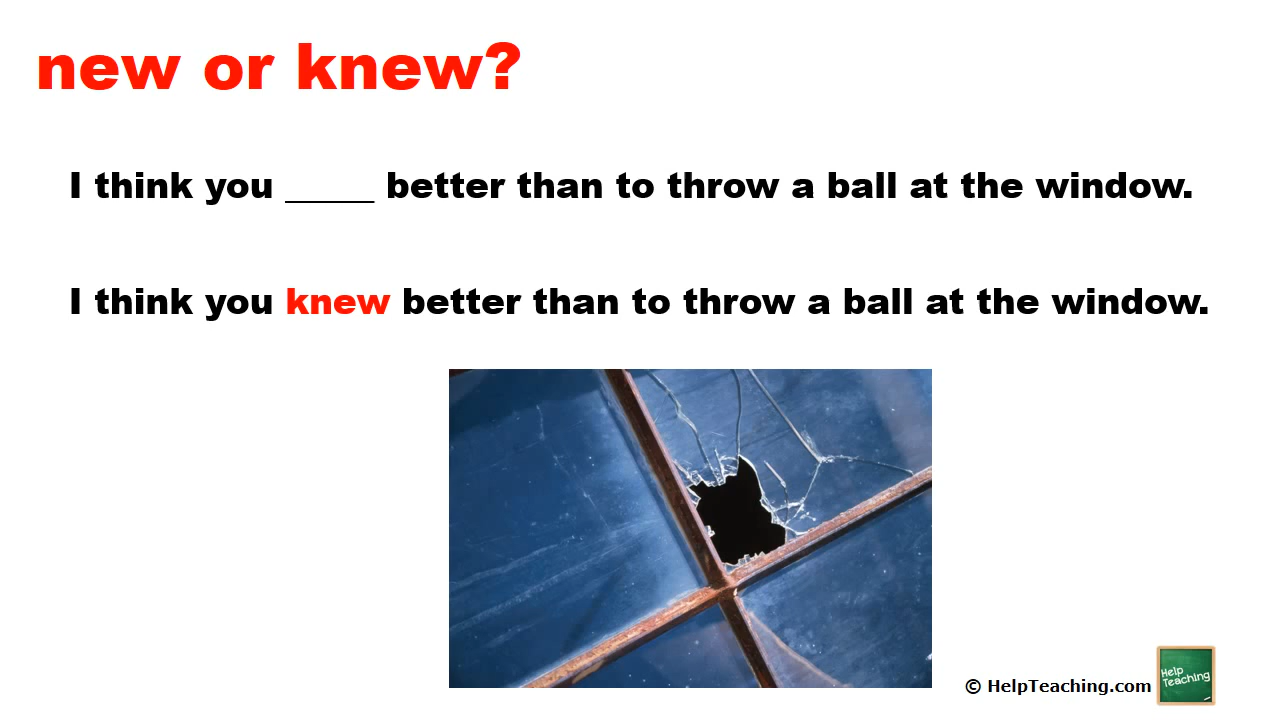 new or knew?
I think you _____ better than to throw a ball at the window.
I think you knew better than to throw a ball at the window.
© HelpTeaching.com
Help
Teaching